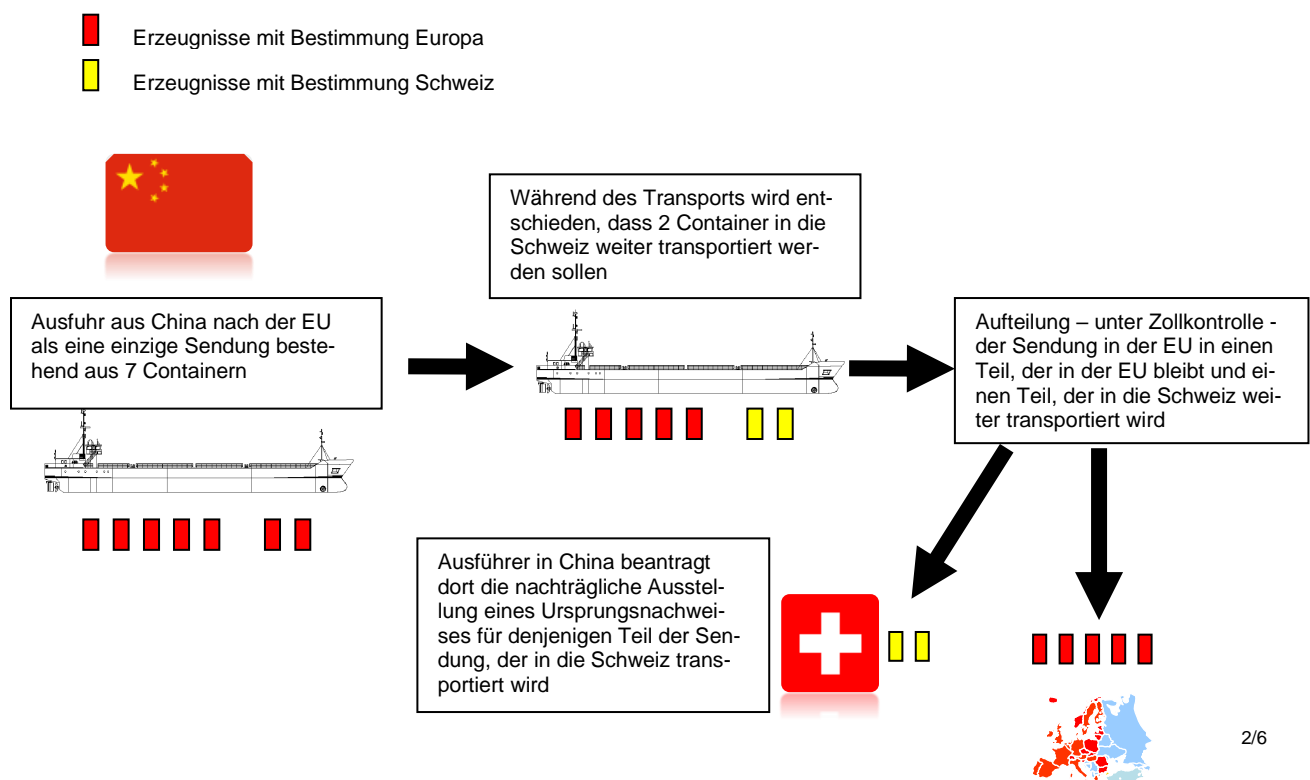 Erzeugnisse mit Bestimmung Europa
Erzeugnisse mit Bestimmung Schweiz
Während des Transports wird ent-
schieden, dass 2 Container in die
Schweiz weiter transportiert wer-
den sollen
Ausfuhr aus China nach der EU
als eine einzige Sendung beste-
hend aus 7 Containern
Aufteilung – unter Zollkontrolle -
der Sendung in der EU in einen
Teil, der in der EU bleibt und ei-
nen Teil, der in die Schweiz wei-
ter transportiert wird
Ausführer in China beantragt
dort die nachträgliche Ausstel-
lung eines Ursprungsnachwei-
ses für denjenigen Teil der Sen-
dung, der in die Schweiz trans-
portiert wird
2/6